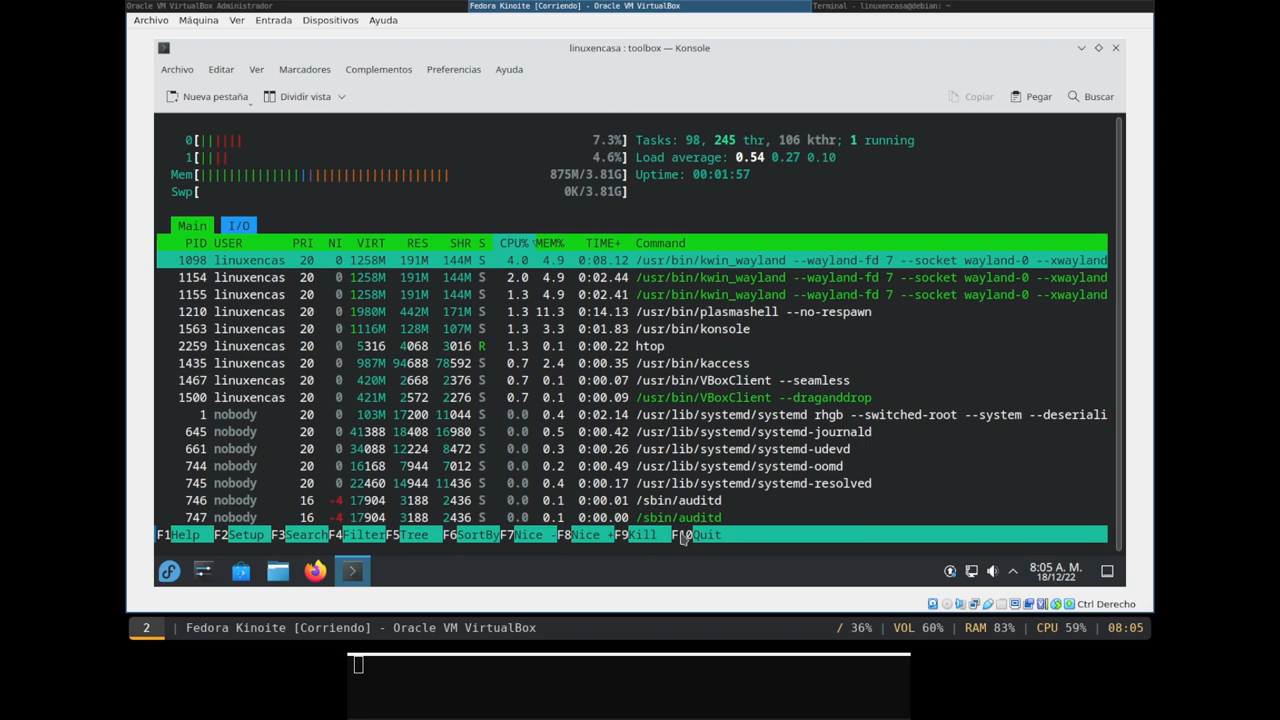 Oracle VM VirtualBox Administrador
Fedora Kinoite [Corriendo] - Oracle VM VirtualBox
Terminal - linuxencasa@debian: ~
Archivo Máquina Ver Entrada Dispositivos Ayuda
linuxencasa : toolbox — Konsole
Archivo Editar Ver Marcadores Complementos Preferencias Ayuda
Nueva pestaña Dividir vista Copiar Pegar Buscar
0[|||||| 7.3%] Tasks: 98, 245 thr, 106 kthr; 1 running
1[|||| 4.6%] Load average: 0.54 0.27 0.10
Mem[||||||||||||||||||||||||||||||||| 875M/3.81G] Uptime: 00:01:57
Swp[ 0K/3.81G]
Main I/O
PID USER PRI NI VIRT RES SHR S CPU%▽MEM% TIME+ Command
1098 linuxencas 20 0 1258M 191M 144M S 4.0 4.9 0:08.12 /usr/bin/kwin_wayland --wayland-fd 7 --socket wayland-0 --xwayland
1154 linuxencas 20 0 1258M 191M 144M S 2.0 4.9 0:02.44 /usr/bin/kwin_wayland --wayland-fd 7 --socket wayland-0 --xwayland
1155 linuxencas 20 0 1258M 191M 144M S 1.3 4.9 0:02.41 /usr/bin/kwin_wayland --wayland-fd 7 --socket wayland-0 --xwayland
1210 linuxencas 20 0 1980M 442M 171M S 1.3 11.3 0:14.13 /usr/bin/plasmashell --no-respawn
1563 linuxencas 20 0 1116M 128M 107M S 1.3 3.3 0:01.83 /usr/bin/konsole
2259 linuxencas 20 0 5316 4068 3016 R 1.3 0.1 0:00.22 htop
1435 linuxencas 20 0 987M 94688 78592 S 0.7 2.4 0:00.35 /usr/bin/kaccess
1467 linuxencas 20 0 420M 2668 2376 S 0.7 0.1 0:00.07 /usr/bin/VBoxClient --seamless
1500 linuxencas 20 0 421M 2572 2276 S 0.7 0.1 0:00.09 /usr/bin/VBoxClient --draganddrop
1 nobody 20 0 103M 17200 11044 S 0.0 0.4 0:02.14 /usr/lib/systemd/systemd rhgb --switched-root --system --deseriali
645 nobody 20 0 41388 18408 16980 S 0.0 0.5 0:00.42 /usr/lib/systemd/systemd-journald
661 nobody 20 0 34088 12224 8472 S 0.0 0.3 0:00.26 /usr/lib/systemd/systemd-udevd
744 nobody 20 0 16168 7944 7012 S 0.0 0.2 0:00.49 /usr/lib/systemd/systemd-oomd
745 nobody 20 0 22460 14944 11436 S 0.0 0.4 0:00.17 /usr/lib/systemd/systemd-resolved
746 nobody 16 -4 17904 3188 2436 S 0.0 0.1 0:00.01 /sbin/auditd
747 nobody 16 -4 17904 3188 2436 S 0.0 0.1 0:00.00 /sbin/auditd
F1Help F2Setup F3SearchF4FilterF5Tree F6SortByF7Nice -F8Nice +F9Kill F10Quit
8:05 A. M.
18/12/22
Ctrl Derecho
2 | Fedora Kinoite [Corriendo] - Oracle VM VirtualBox / 36% | VOL 60% | RAM 83% | CPU 59% | 08:05